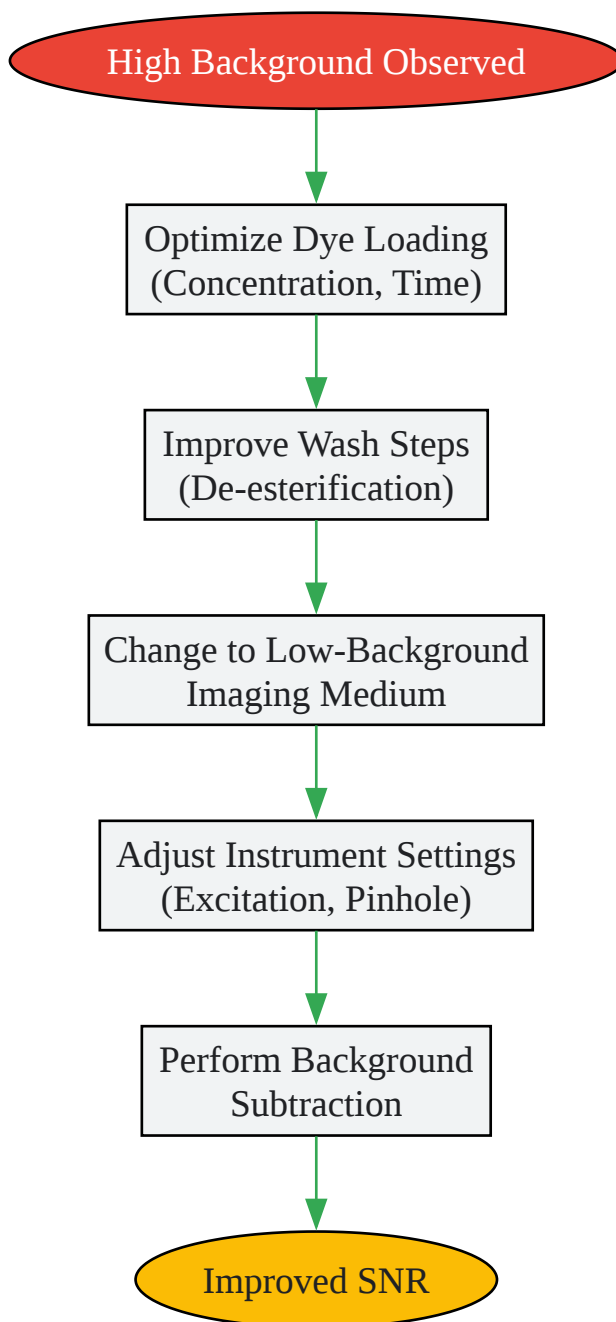 High Background Observed
Optimize Dye Loading
(Concentration, Time)
Improve Wash Steps
(De-esterification)
Change to Low-Background
Imaging Medium
Adjust Instrument Settings
(Excitation, Pinhole)
Perform Background
Subtraction
Improved SNR